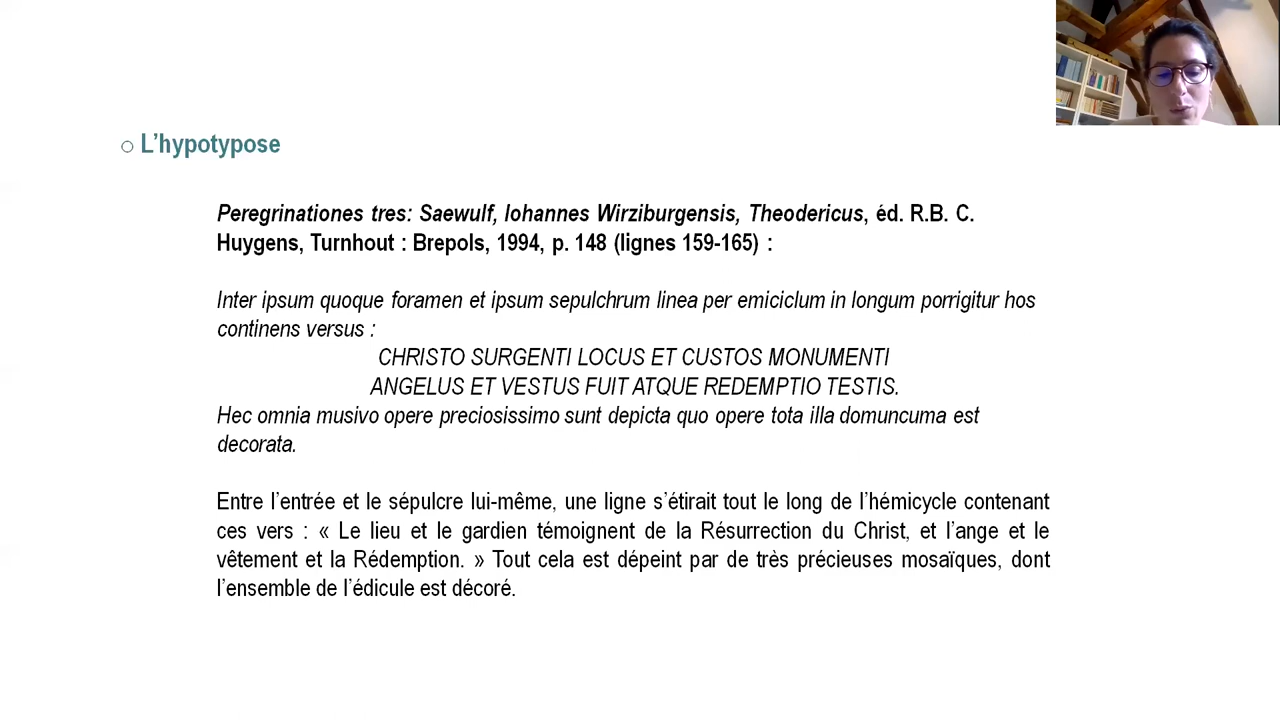 L’hypotypose
Peregrinationes tres: Saewulf, Iohannes Wirziburgensis, Theodericus, éd. R.B. C.
Huygens, Turnhout : Brepols, 1994, p. 148 (lignes 159-165) :
Inter ipsum quoque foramen et ipsum sepulchrum linea per emiciclum in longum porrigitur hos
continens versus :
CHRISTO SURGENTI LOCUS ET CUSTOS MONUMENTI
ANGELUS ET VESTUS FUIT ATQUE REDEMPTIO TESTIS.
Hec omnia musivo opere preciosissimo sunt depicta quo opere tota illa domuncuma est
decorata.
Entre l’entrée et le sépulcre lui-même, une ligne s’étirait tout le long de l’hémicycle contenant
ces vers : « Le lieu et le gardien témoignent de la Résurrection du Christ, et l’ange et le
vêtement et la Rédemption. » Tout cela est dépeint par de très précieuses mosaïques, dont
l’ensemble de l’édicule est décoré.